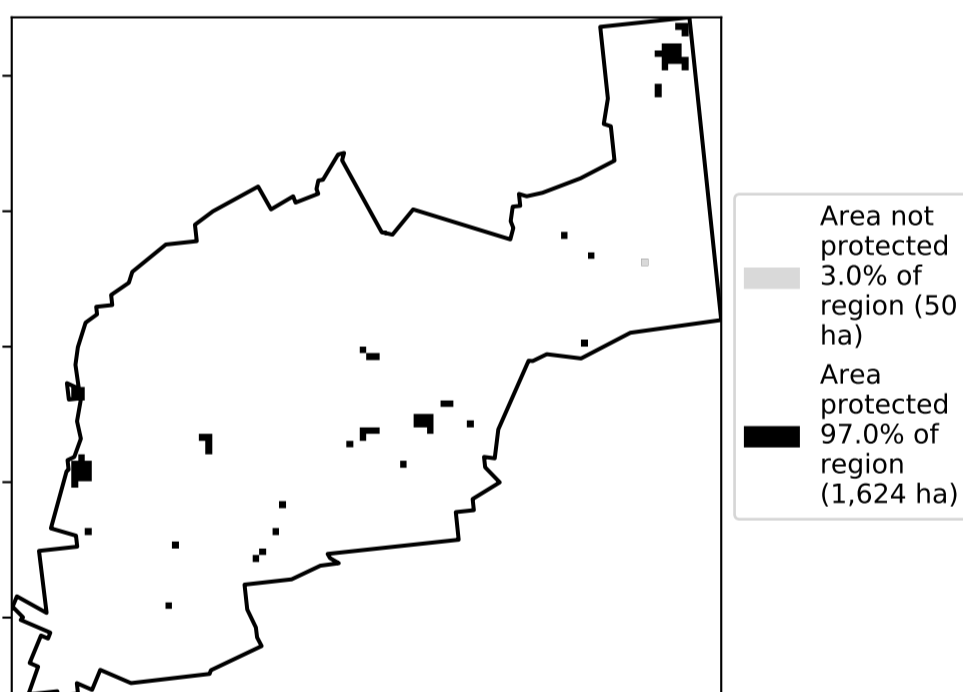 Area not
protected
3.0% of
region (50
ha)
Area
protected
97.0% of
region
(1,624 ha)